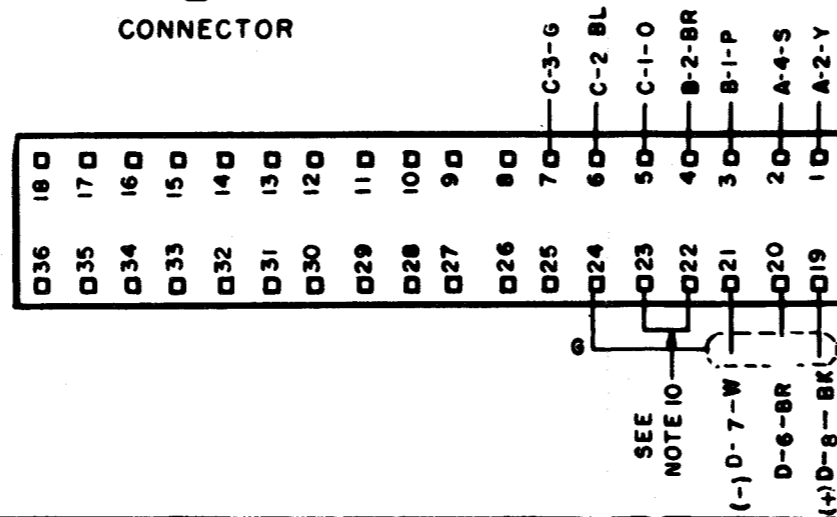 CONNECTOR
C-3-G
C-2 BL
C-1-O
B-2-BR
B-1-P
A-4-S
A-2-Y
18 17 16 15 14 13 12 11 10 9 8 7 6 5 4 3 2 1
36 35 34 33 32 31 30 29 28 27 26 25 24 23 22 21 20 19
G
SEE
NOTE 10
(-) D-7-W
D-6-BR
(+) D-8-BK